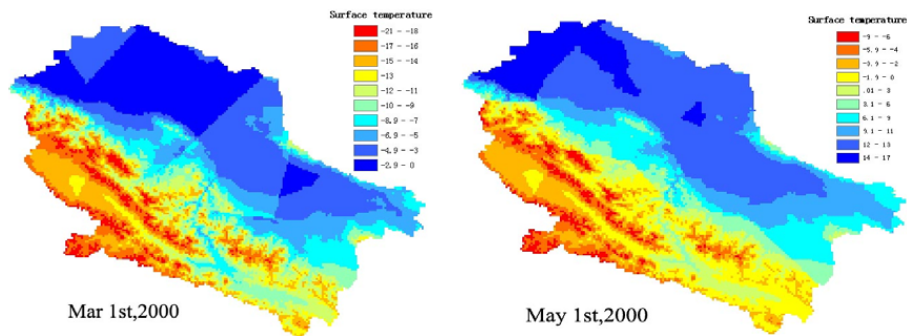 Surface temperature
-21 - -18
-17 - -16
-15 - -14
-13
-12 - -11
-10 - -9
-8.9 - -7
-6.9 - -5
-4.9 - -3
-2.9 - 0
Mar 1st,2000
Surface temperature
-9 - -6
-5.9 - -4
-3.9 - -2
-1.9 - 0
.01 - 3
3.1 - 6
6.1 - 9
9.1 - 11
12 - 13
14 - 17
May 1st,2000